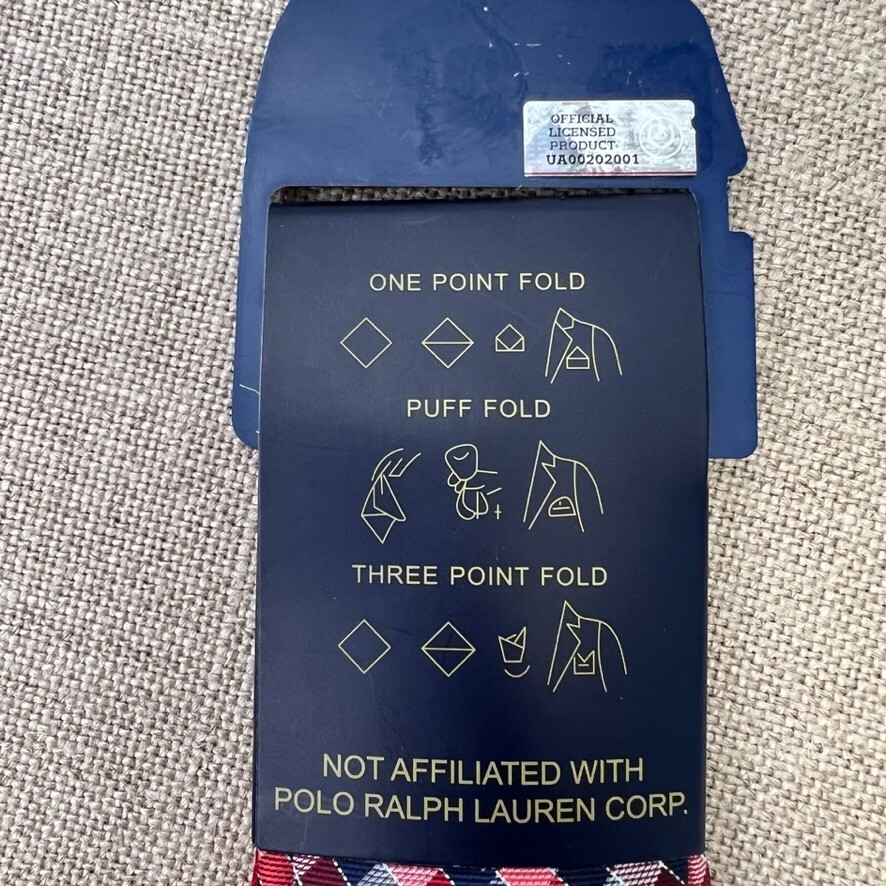 OFFICIAL
LICENSED
PRODUCT
UA00202001
ONE POINT FOLD
PUFF FOLD
THREE POINT FOLD
NOT AFFILIATED WITH
POLO RALPH LAUREN CORP.